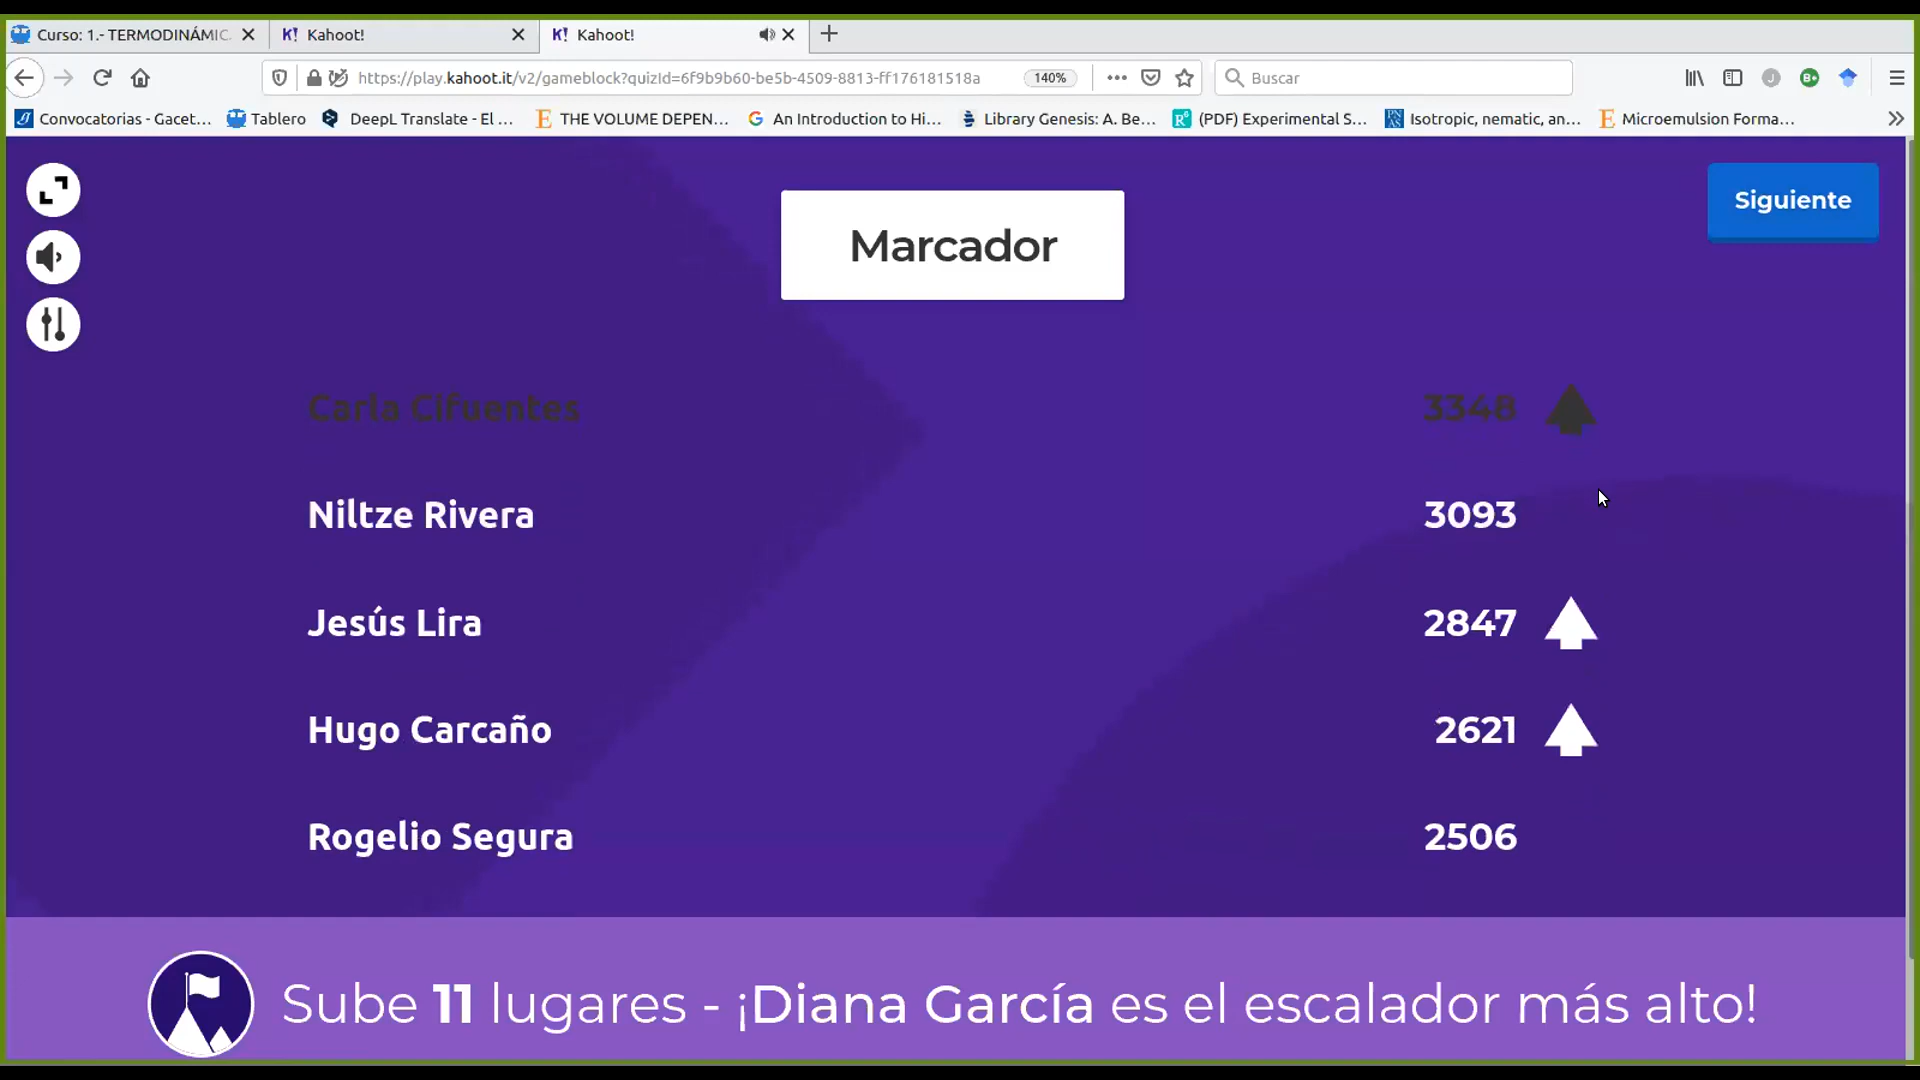 Curso: 1.- TERMODINÁMIC
K! Kahoot!
K! Kahoot!
https://play.kahoot.it/v2/gameblock?quizId=6f9b9b60-be5b-4509-8813-ff176181518a
140%
Buscar
Convocatorias - Gacet...
Tablero
DeepL Translate - El ...
THE VOLUME DEPEN...
An Introduction to Hi...
Library Genesis: A. Be...
(PDF) Experimental S...
Isotropic, nematic, an...
Microemulsion Forma...
Siguiente
Marcador
Carla Cifuentes 3348
Niltze Rivera 3093
Jesús Lira 2847
Hugo Carcaño 2621
Rogelio Segura 2506
Sube 11 lugares - ¡Diana García es el escalador más alto!